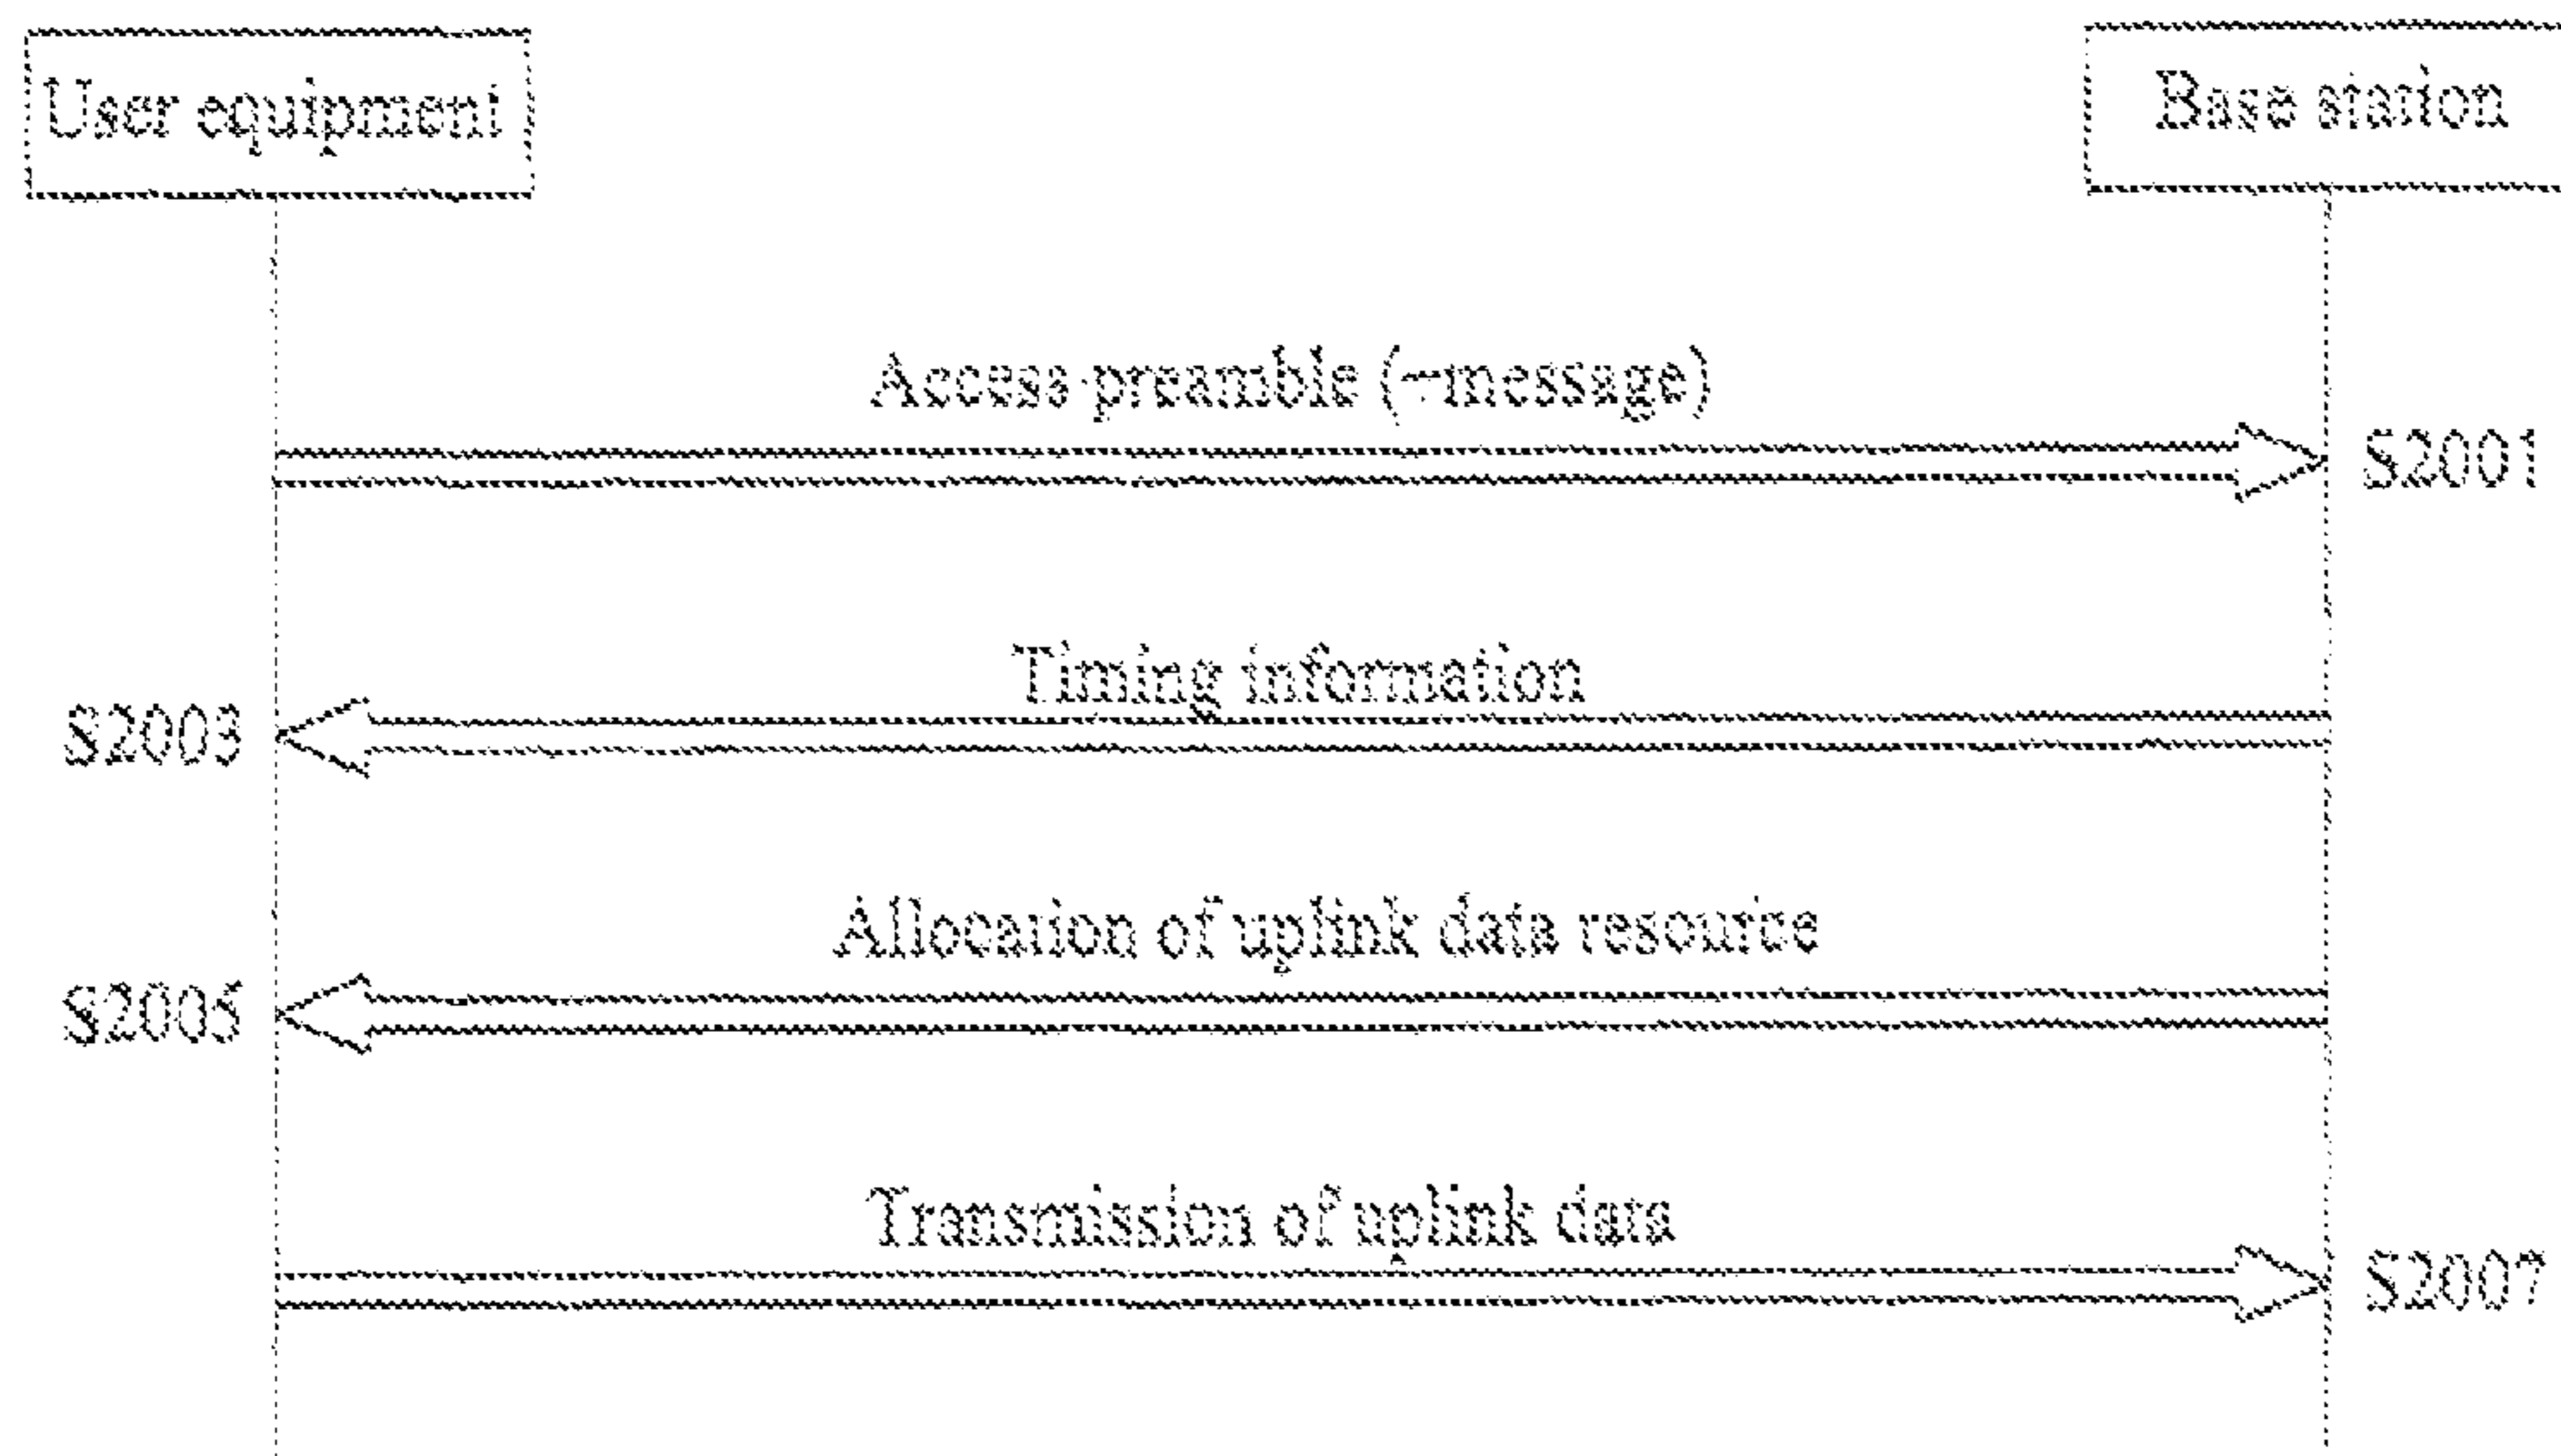 User equipment
Base station
Access preamble (+message)
S2001
Timing information
S2003
Allocation of uplink data resource
S2005
Transmission of uplink data
S2007